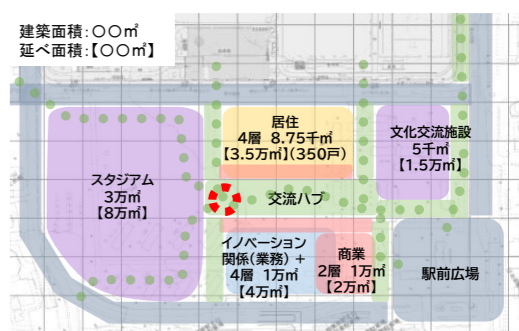 建築面積：〇〇㎡
延べ面積：【〇〇㎡】
居住
4層 8.75千㎡
【3.5万㎡】(350戸)
文化交流施設
5千㎡
【1.5万㎡】
スタジアム
3万㎡
【8万㎡】
交流ハブ
イノベーション
関係(業務)＋
4層 1万㎡
【4万㎡】
商業
2層 1万㎡
【2万㎡】
駅前広場